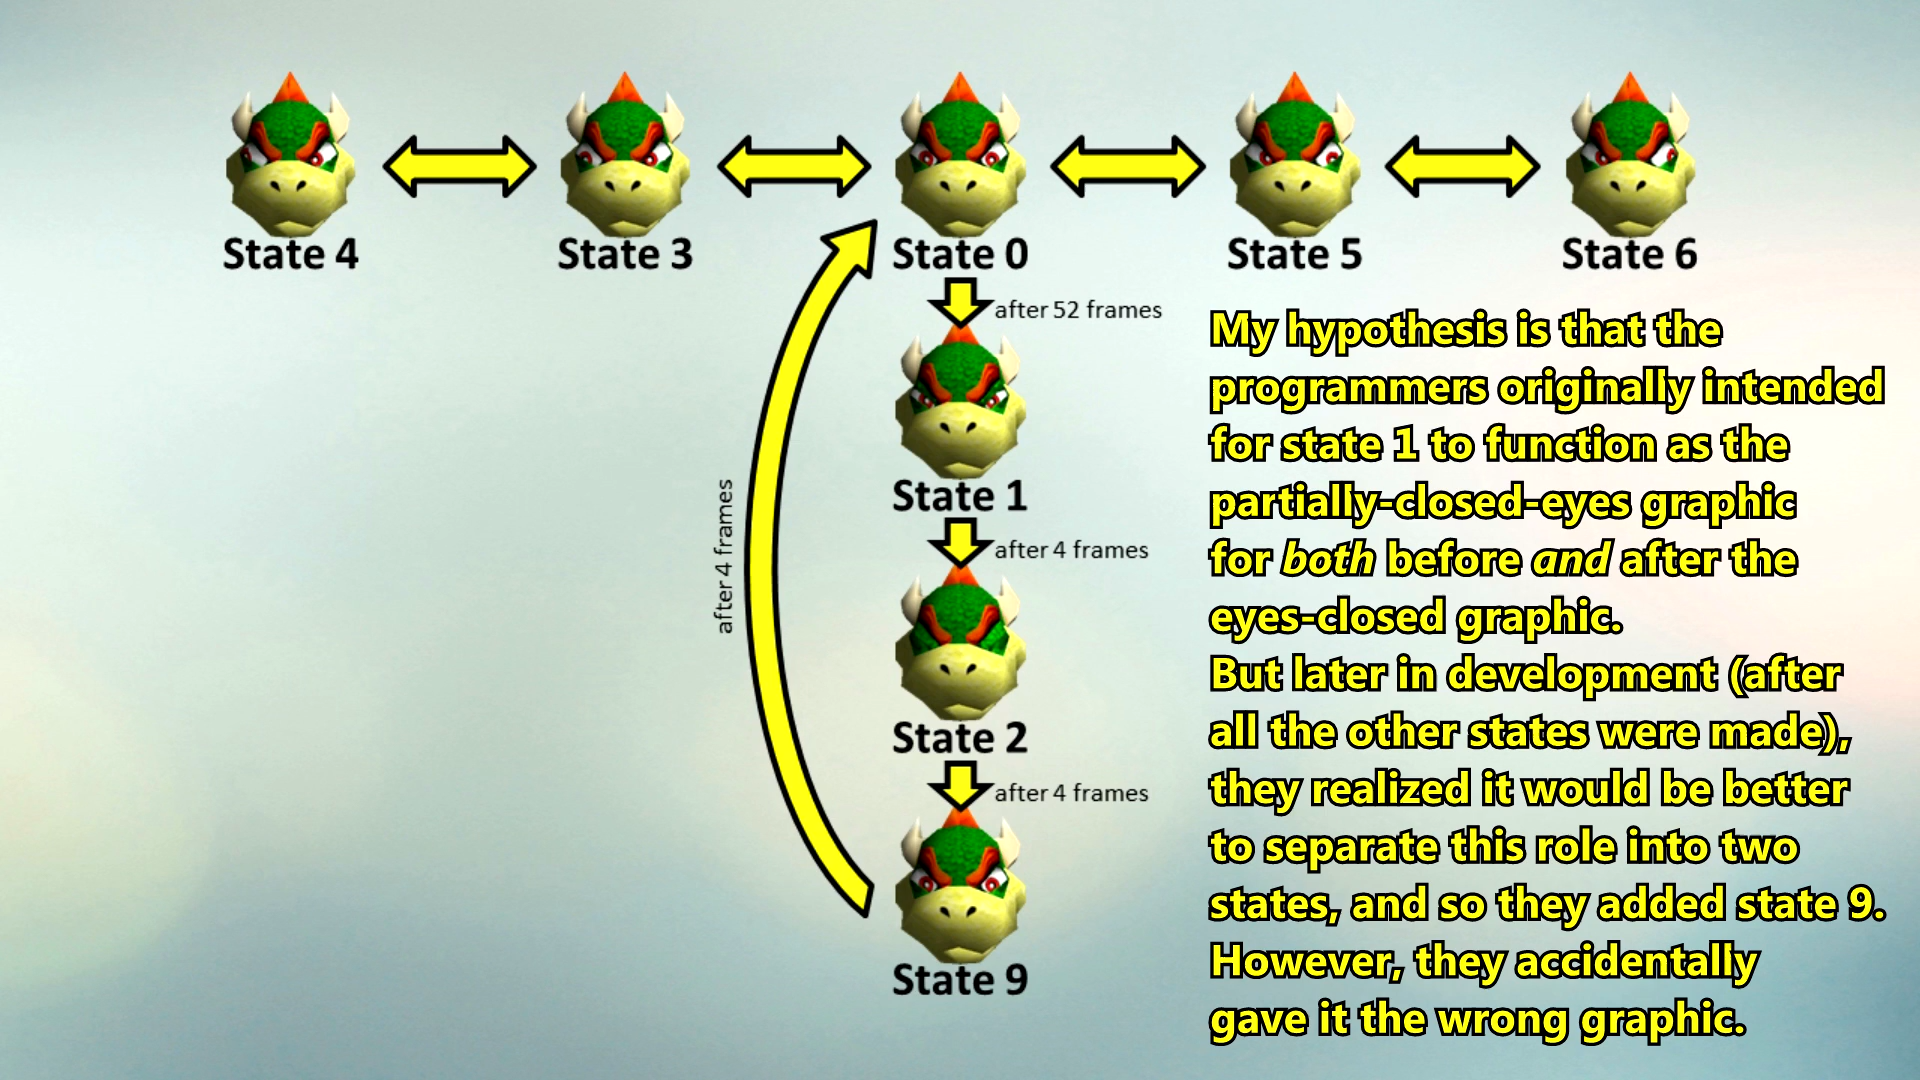 State 4
State 3
State 0
State 5
State 6
after 52 frames
State 1
after 4 frames
State 2
after 4 frames
State 9
after 4 frames
My hypothesis is that the
programmers originally intended
for state 1 to function as the
partially-closed-eyes graphic
for both before and after the
eyes-closed graphic.
But later in development (after
all the other states were made),
they realized it would be better
to separate this role into two
states, and so they added state 9.
However, they accidentally
gave it the wrong graphic.